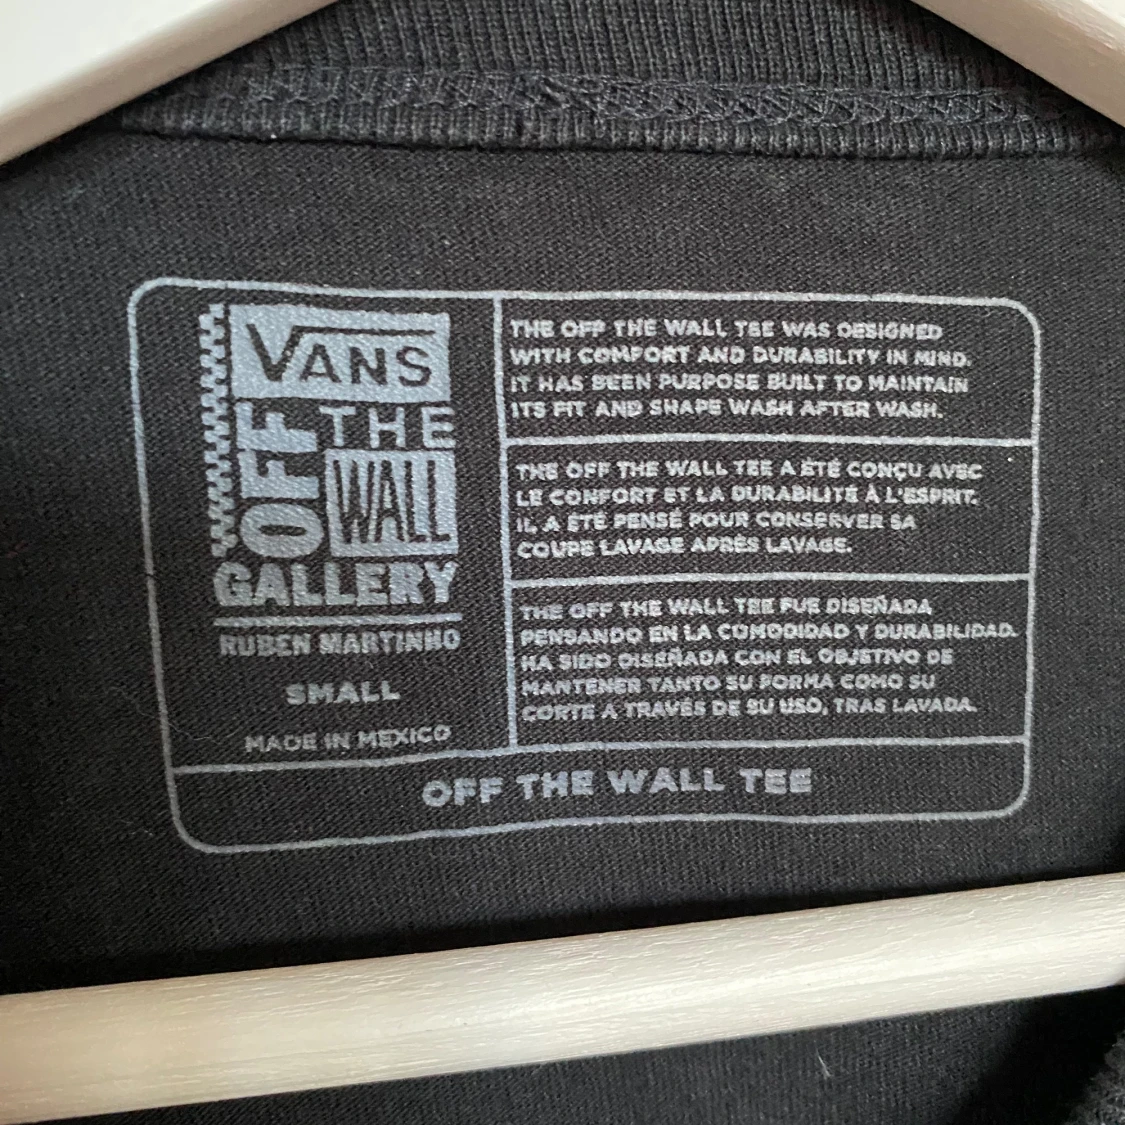 VANS
OFF THE WALL
GALLERY
RUBEN MARTINHO
SMALL
MADE IN MEXICO
THE OFF THE WALL TEE WAS DESIGNED
WITH COMFORT AND DURABILITY IN MIND.
IT HAS BEEN PURPOSE BUILT TO MAINTAIN
ITS FIT AND SHAPE WASH AFTER WASH.
THE OFF THE WALL TEE A ÉTÉ CONÇU AVEC
LE CONFORT ET LA DURABILITÉ À L'ESPRIT.
IL A ÉTÉ PENSÉ POUR CONSERVER SA
COUPE LAVAGE APRÈS LAVAGE.
THE OFF THE WALL TEE FUE DISEÑADA
PENSANDO EN LA COMODIDAD Y DURABILIDAD.
HA SIDO DISEÑADA CON EL OBJETIVO DE
MANTENER TANTO SU FORMA COMO SU
CORTE A TRAVÉS DE SU USO, TRAS LAVADA.
OFF THE WALL TEE